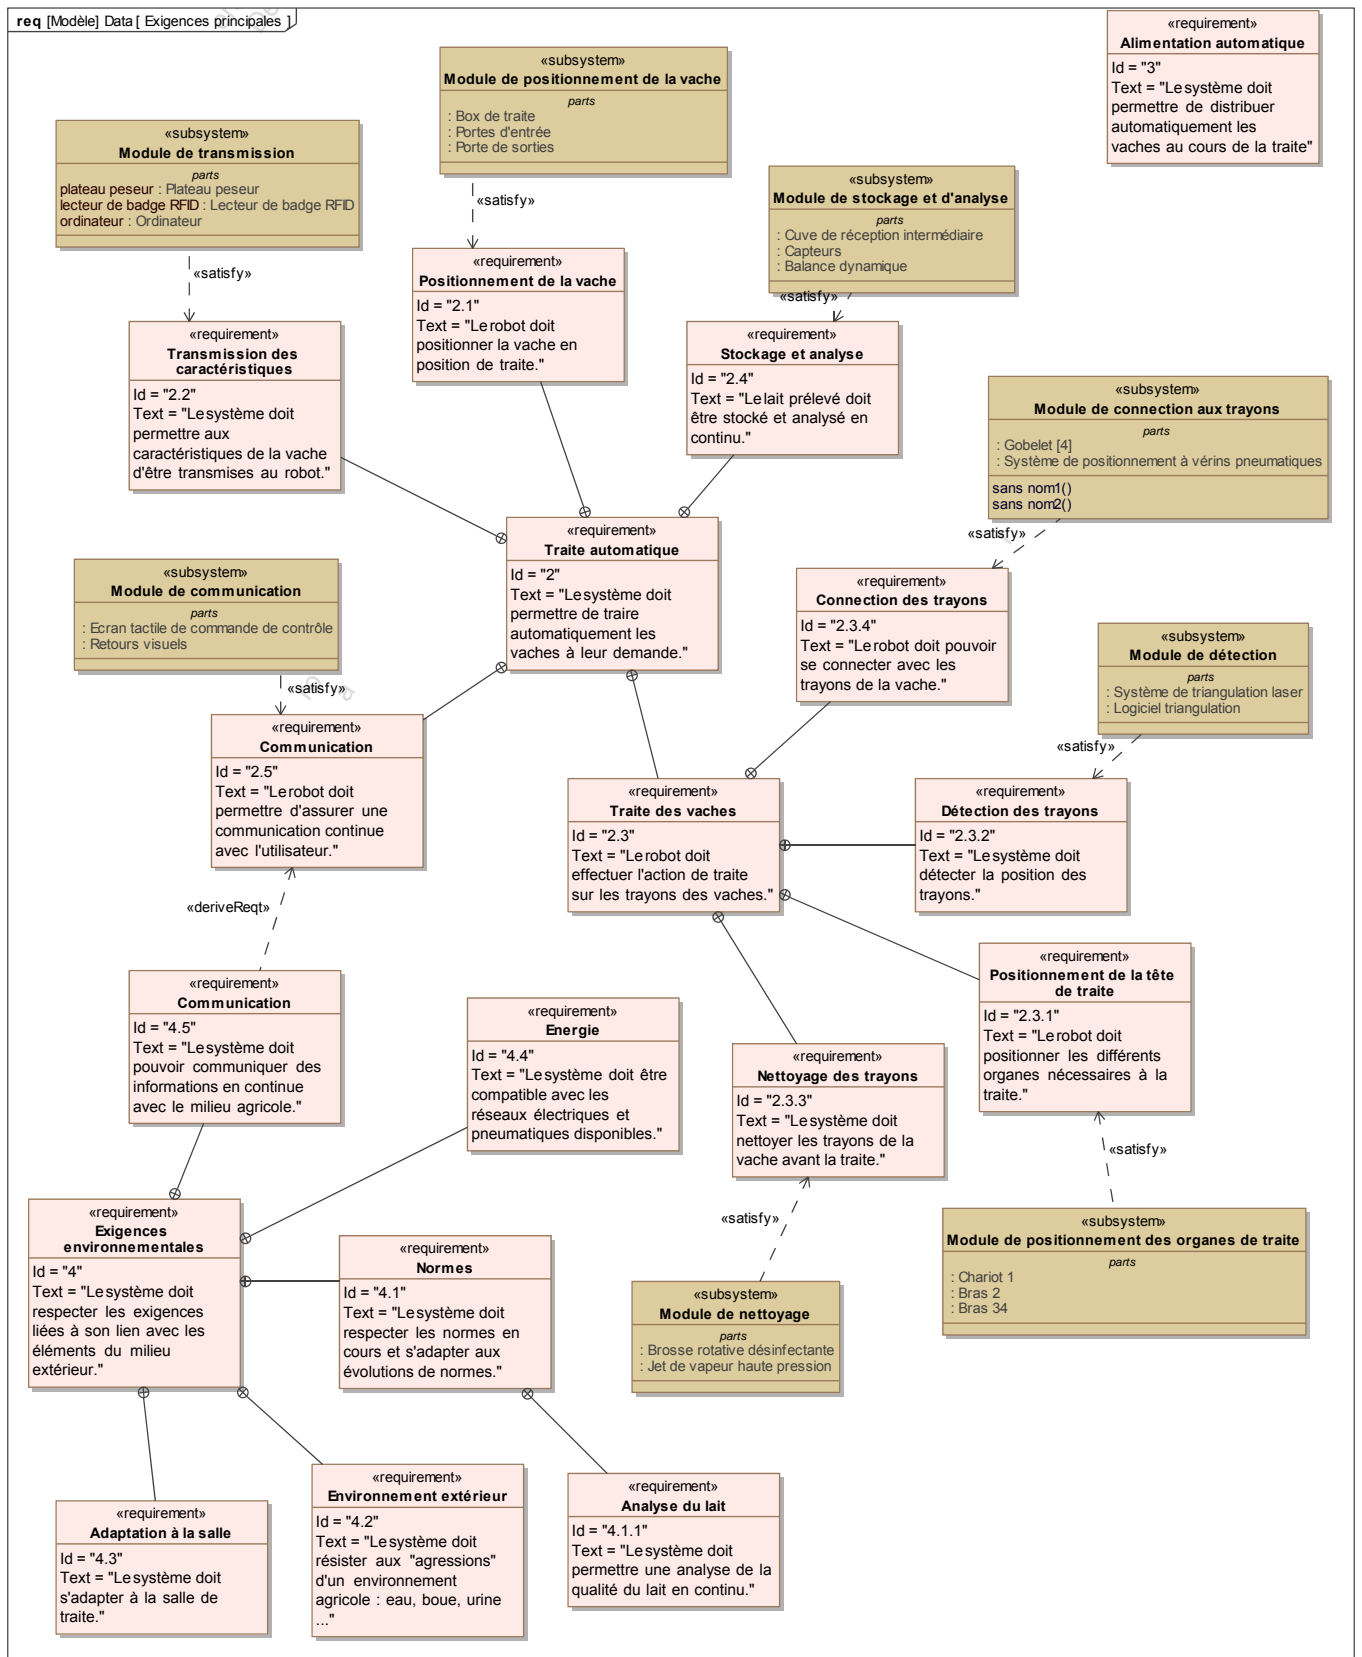 req [Modèle] Data [ Exigences principales ]
«requirement»
Alimentation automatique
Id = "3"
Text = "Le système doit
permettre de distribuer
automatiquement les
vaches au cours de la traite"
«subsystem»
Module de positionnement de la vache
parts
: Box de traite
: Portes d'entrée
: Porte de sorties
«satisfy»
«subsystem»
Module de transmission
parts
plateau peseur : Plateau peseur
lecteur de badge RFID : Lecteur de badge RFID
ordinateur : Ordinateur
«satisfy»
«subsystem»
Module de stockage et d'analyse
parts
: Cuve de réception intermédiaire
: Capteurs
: Balance dynamique
«satisfy»
«requirement»
Positionnement de la vache
Id = "2.1"
Text = "Le robot doit
positionner la vache en
position de traite."
«requirement»
Transmission des
caractéristiques
Id = "2.2"
Text = "Le système doit
permettre aux
caractéristiques de la vache
d'être transmises au robot."
«requirement»
Stockage et analyse
Id = "2.4"
Text = "Le lait prélevé doit
être stocké et analysé en
continu."
«subsystem»
Module de connection aux trayons
parts
: Gobelet [4]
: Système de positionnement à vérins pneumatiques
sans nom1()
sans nom2()
«satisfy»
«requirement»
Traite automatique
Id = "2"
Text = "Le système doit
permettre de traire
automatiquement les
vaches à leur demande."
«subsystem»
Module de communication
parts
: Ecran tactile de commande de contrôle
: Retours visuels
«satisfy»
«requirement»
Connection des trayons
Id = "2.3.4"
Text = "Le robot doit pouvoir
se connecter avec les
trayons de la vache."
«subsystem»
Module de détection
parts
: Système de triangulation laser
: Logiciel triangulation
«satisfy»
«requirement»
Communication
Id = "2.5"
Text = "Le robot doit
permettre d'assurer une
communication continue
avec l'utilisateur."
«deriveReqt»
«requirement»
Traite des vaches
Id = "2.3"
Text = "Le robot doit
effectuer l'action de traite
sur les trayons des vaches."
«requirement»
Détection des trayons
Id = "2.3.2"
Text = "Le système doit
détecter la position des
trayons."
«requirement»
Communication
Id = "4.5"
Text = "Le système doit
pouvoir communiquer des
informations en continue
avec le milieu agricole."
«requirement»
Energie
Id = "4.4"
Text = "Le système doit être
compatible avec les
réseaux électriques et
pneumatiques disponibles."
«requirement»
Nettoyage des trayons
Id = "2.3.3"
Text = "Le système doit
nettoyer les trayons de la
vache avant la traite."
«satisfy»
«requirement»
Positionnement de la tête
de traite
Id = "2.3.1"
Text = "Le robot doit
positionner les différents
organes nécessaires à la
traite."
«satisfy»
«requirement»
Exigences
environnementales
Id = "4"
Text = "Le système doit
respecter les exigences
liées à son lien avec les
éléments du milieu
extérieur."
«requirement»
Normes
Id = "4.1"
Text = "Le système doit
respecter les normes en
cours et s'adapter aux
évolutions de normes."
«subsystem»
Module de nettoyage
parts
: Brosse rotative désinfectante
: Jet de vapeur haute pression
«subsystem»
Module de positionnement des organes de traite
parts
: Chariot 1
: Bras 2
: Bras 34
«requirement»
Adaptation à la salle
Id = "4.3"
Text = "Le système doit
s'adapter à la salle de
traite."
«requirement»
Environnement extérieur
Id = "4.2"
Text = "Le système doit
résister aux "agressions"
d'un environnement
agricole : eau, boue, urine
..."
«requirement»
Analyse du lait
Id = "4.1.1"
Text = "Le système doit
permettre une analyse de la
qualité du lait en continu."